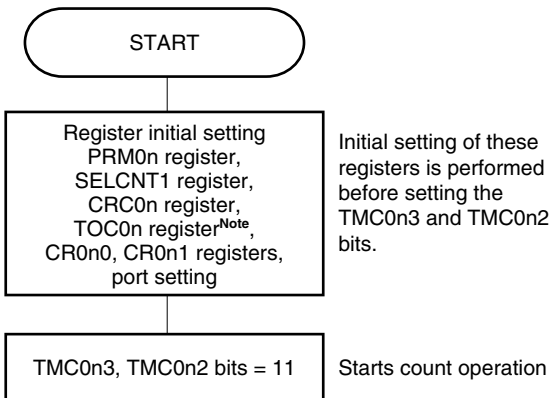 START
Register initial setting
PRM0n register,
SELCNT1 register,
CRC0n register,
TOC0n registerNote,
CR0n0, CR0n1 registers,
port setting
Initial setting of these
registers is performed
before setting the
TMC0n3 and TMC0n2
bits.
TMC0n3, TMC0n2 bits = 11
Starts count operation